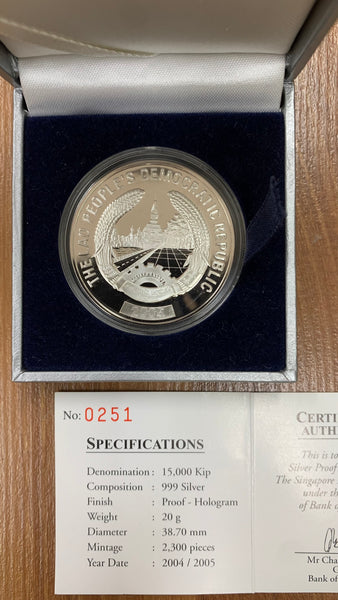 THE LAO PEOPLE'S DEMOCRATIC REPUBLIC
2004
No: 0251
SPECIFICATIONS
Denomination : 15,000 Kip
Composition : 999 Silver
Finish : Proof - Hologram
Weight : 20 g
Diameter : 38.70 mm
Mintage : 2,300 pieces
Year Date : 2004 / 2005
CERTI
AUTH
This is to
Silver Proof
The Singapore
under th
of Bank o
Mr Cha
Bank of